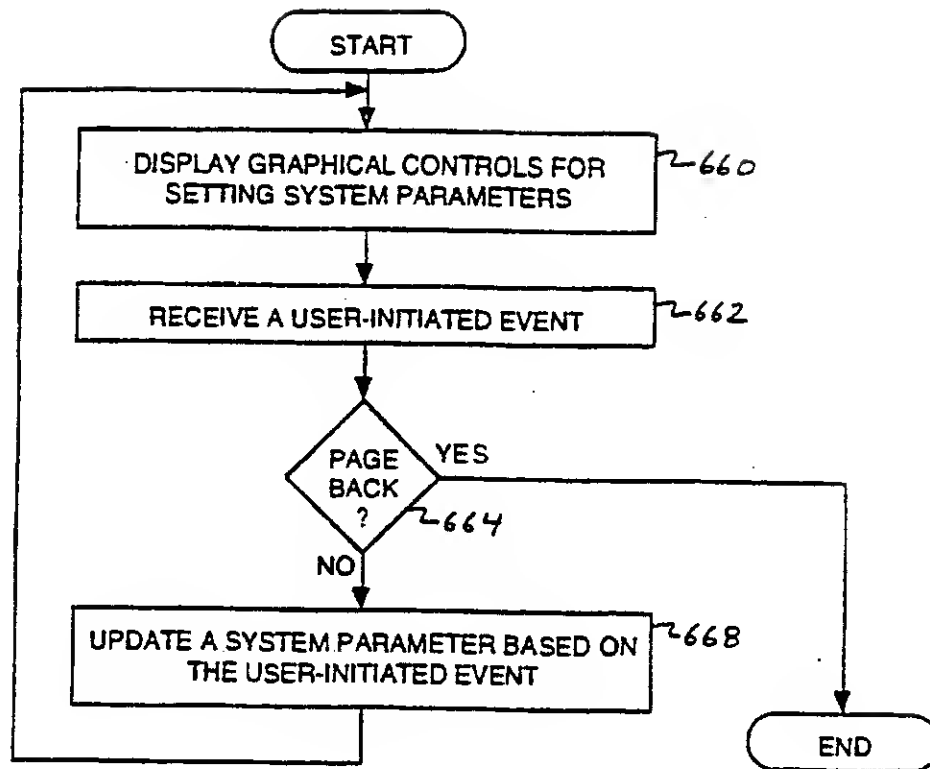 START
DISPLAY GRAPHICAL CONTROLS FOR
SETTING SYSTEM PARAMETERS
660
RECEIVE A USER-INITIATED EVENT
662
PAGE
BACK
?
YES
664
NO
UPDATE A SYSTEM PARAMETER BASED ON
THE USER-INITIATED EVENT
668
END